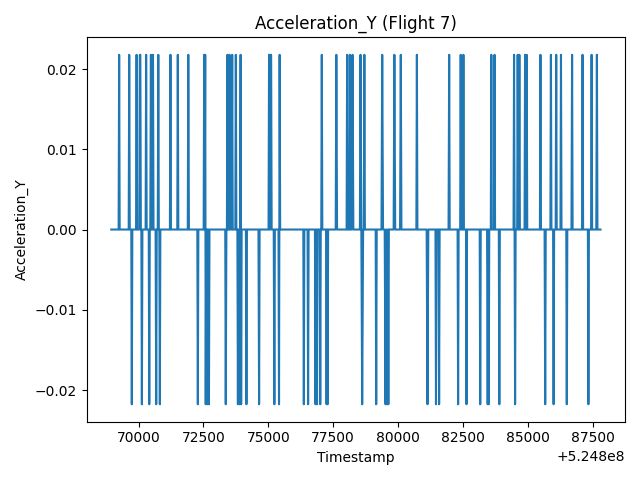 Acceleration_Y (Flight 7)
0.02
0.01
0.00
−0.01
−0.02
Acceleration_Y
70000 72500 75000 77500 80000 82500 85000 87500
+5.248e8
Timestamp